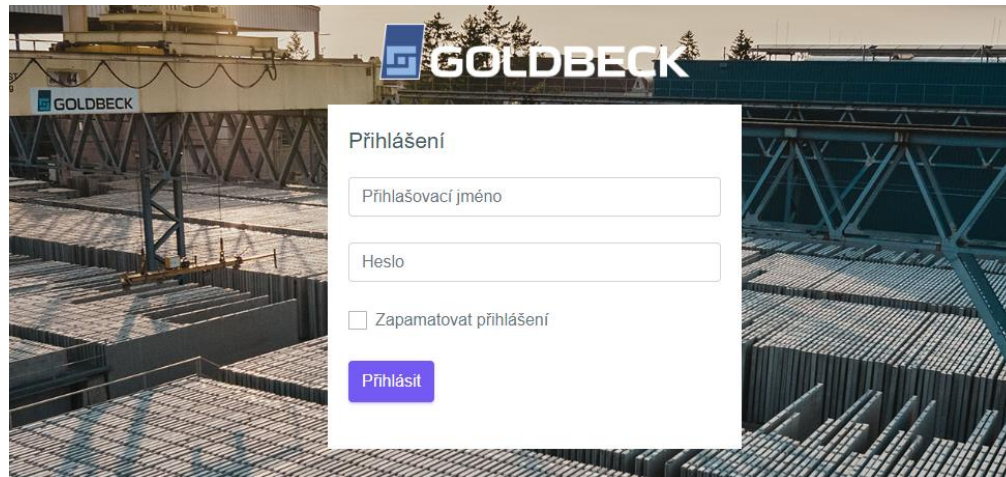 GOLDBECK
GOLDBECK
Přihlášení
Přihlašovací jméno
Heslo
Zapamatovat přihlášení
Přihlásit